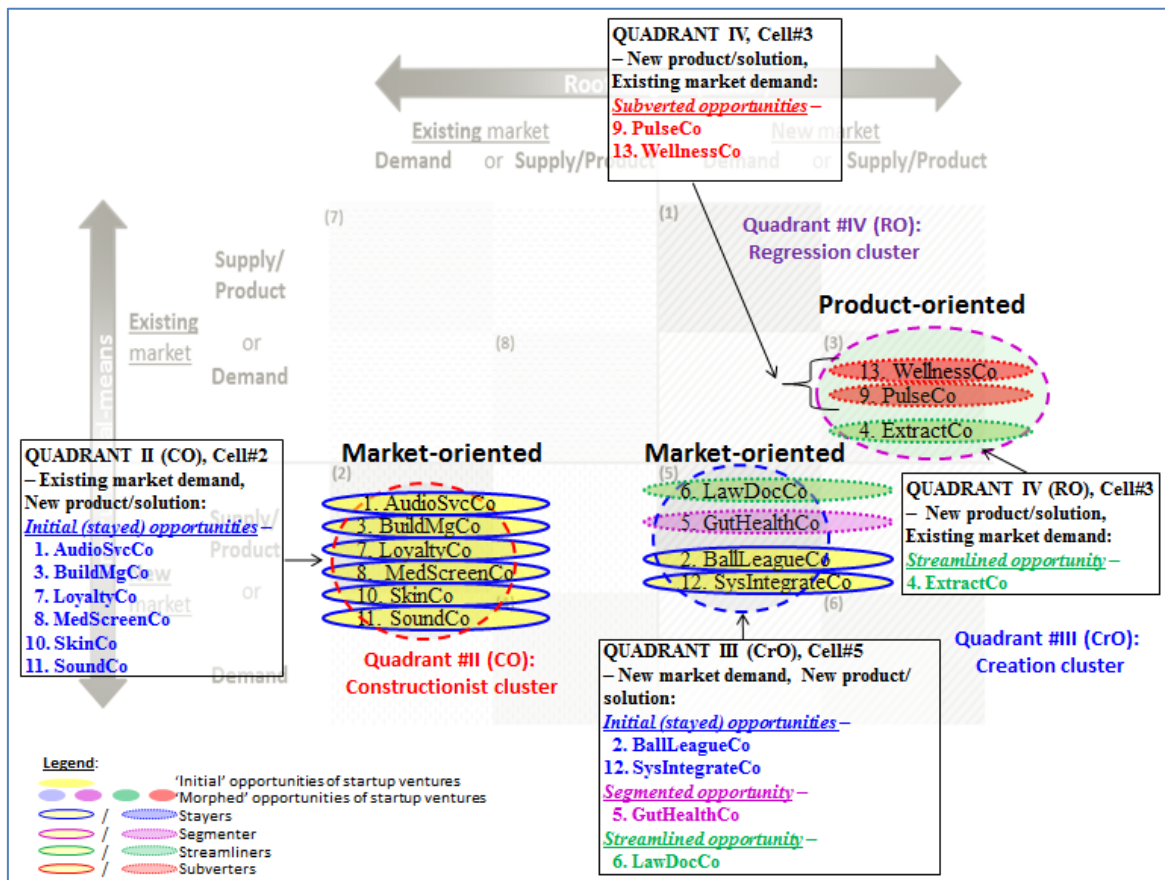 QUADRANT IV, Cell#3
– New product/solution,
Existing market demand:
Subverted opportunities –
9. PulseCo
13. WellnessCo
Roo
Existing market
New market
Demand or Supply/Product
Demand or Supply/Product
(7)
(1)
Quadrant #IV (RO):
Regression cluster
Supply/
Product
Existing
market
or
Demand
(8)
Product-oriented
(3)
13. WellnessCo
9. PulseCo
4. ExtractCo
al-means
QUADRANT II (CO), Cell#2
– Existing market demand,
New product/solution:
Initial (stayed) opportunities –
1. AudioSvcCo
3. BuildMgCo
7. LoyaltyCo
8. MedScreenCo
10. SkinCo
11. SoundCo
Supply/
Product
New
market
or
Demand
Market-oriented
(2)
1. AudioSvcCo
3. BuildMgCo
7. LoyaltyCo
8. MedScreenCo
10. SkinCo
11. SoundCo
Quadrant #II (CO):
Constructionist cluster
Market-oriented
(5)
6. LawDocCo
5. GutHealthCo
2. BallLeagueCo
12. SysIntegrateCo
(6)
QUADRANT IV (RO), Cell#3
– New product/solution,
Existing market demand:
Streamlined opportunity –
4. ExtractCo
Quadrant #III (CrO):
Creation cluster
QUADRANT III (CrO), Cell#5
– New market demand, New product/
solution:
Initial (stayed) opportunities –
2. BallLeagueCo
12. SysIntegrateCo
Segmented opportunity –
5. GutHealthCo
Streamlined opportunity –
6. LawDocCo
Legend:
'Initial' opportunities of startup ventures
'Morphed' opportunities of startup ventures
/ Stayers
/ Segmenter
/ Streamliners
/ Subverters